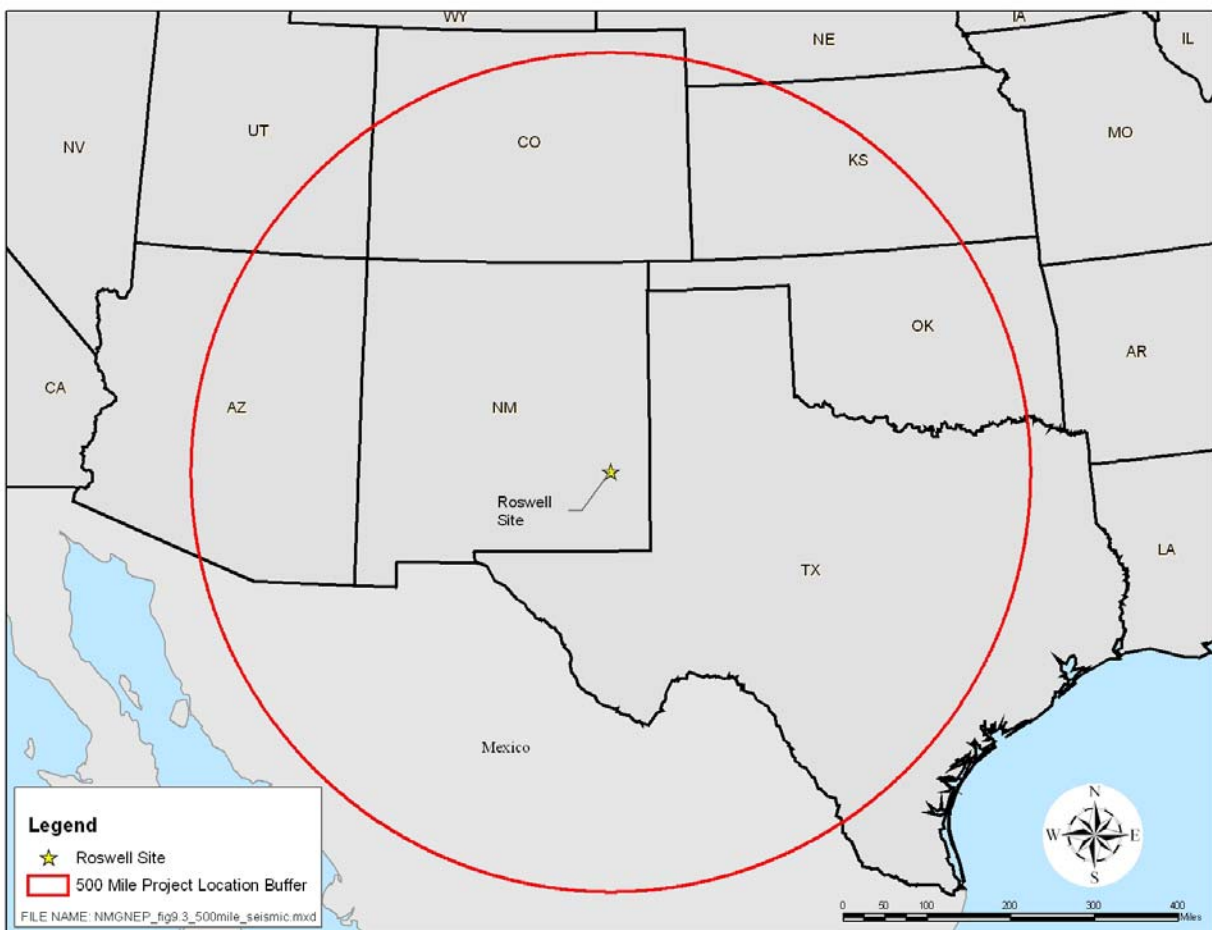 WY
IA
NE
IL
NV
UT
CO
KS
MO
CA
AZ
NM
OK
AR
Roswell
Site
TX
LA
Mexico
Legend
Roswell Site
500 Mile Project Location Buffer
FILE NAME: NMGNEP_fig9.3_500mile_seismic.mxd
N
W E
S
0 50 100 200 300 400
Miles